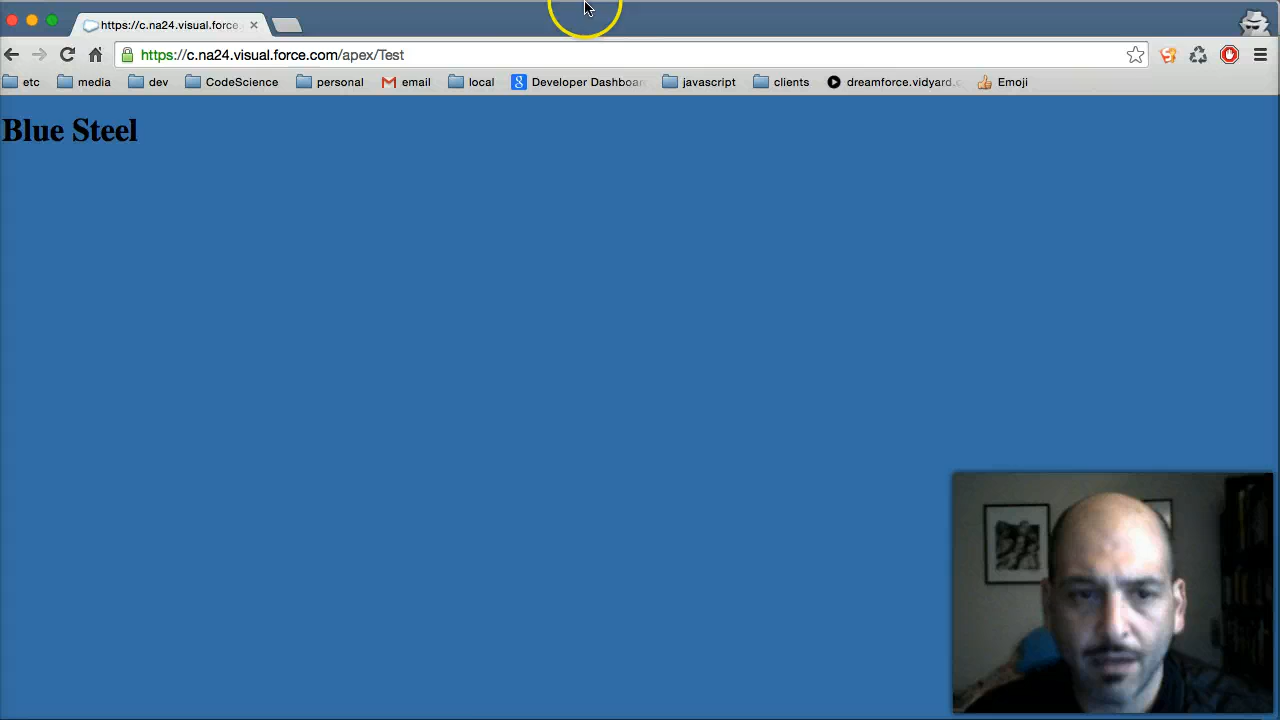 https://c.na24.visual.force
https://c.na24.visual.force.com/apex/Test
etc media dev CodeScience personal email local Developer Dashboar javascript clients dreamforce.vidyard.c Emoji
Blue Steel